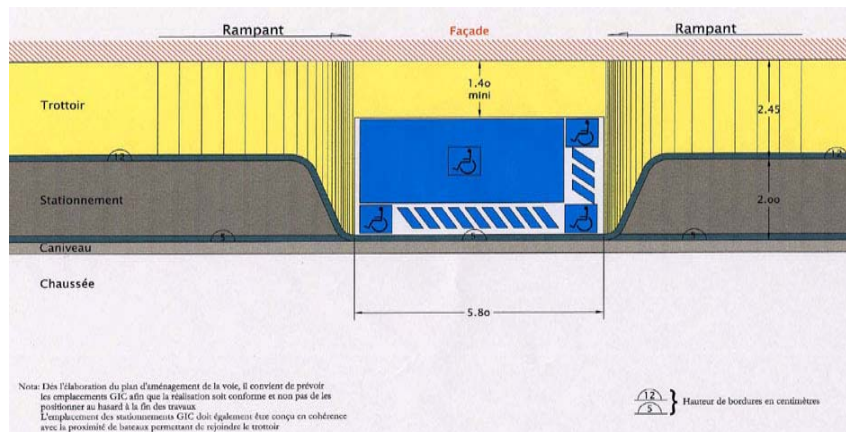 Rampant
Façade
Rampant
1.40
mini
Trottoir
2.45
12
12
Stationnement
2.00
5
5
5
Caniveau
Chaussée
5.80
Nota: Dès l'élaboration du plan d'aménagement de la voie, il convient de prévoir
les emplacements GIC afin que la réalisation soit conforme et non pas de les
positionner au hasard à la fin des travaux
L'emplacement des stationnements GIC doit également être conçu en cohérence
avec la proximité de bateaux permettant de rejoindre le trottoir
12
5
Hauteur de bordures en centimètres